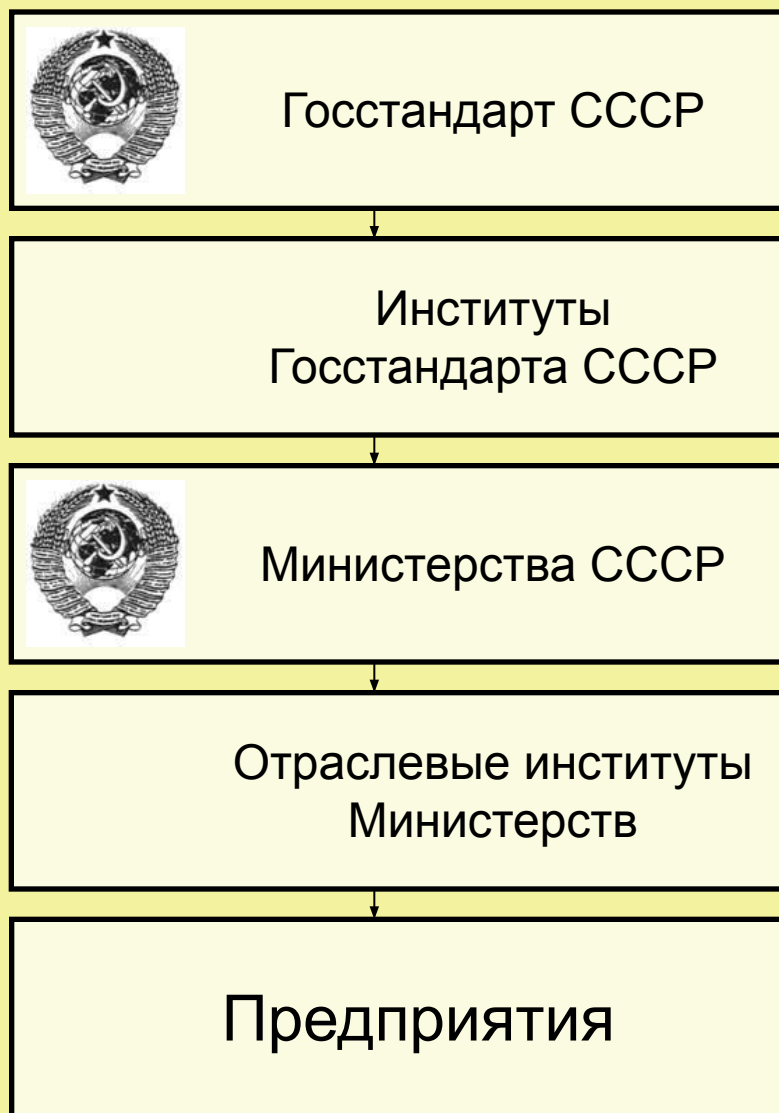 Госстандарт СССР
Институты
Госстандарта СССР
Министерства СССР
Отраслевые институты
Министерств
Предприятия